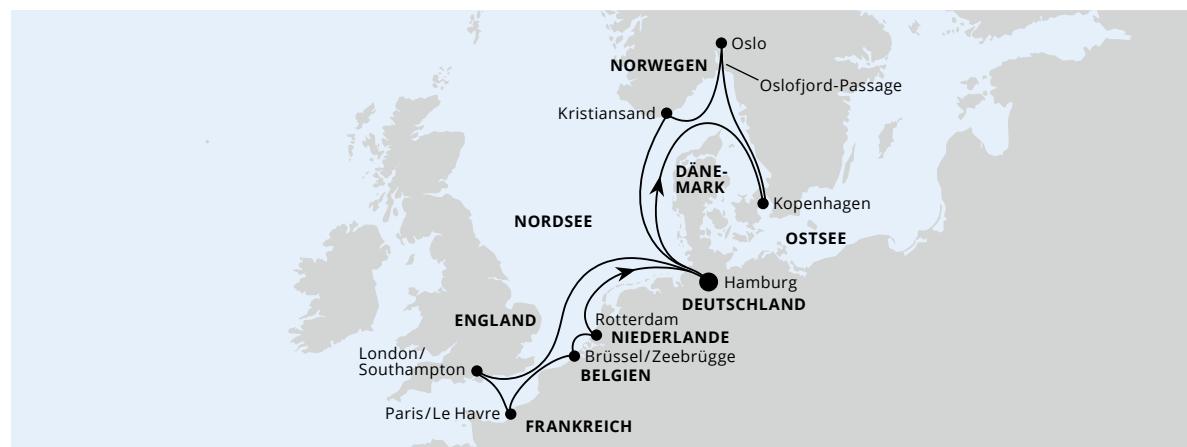 Oslo
NORWEGEN
Oslofjord-Passage
Kristiansand
DÄNE-
MARK
Kopenhagen
NORDSEE
OSTSEE
Hamburg
DEUTSCHLAND
ENGLAND
Rotterdam
NIEDERLANDE
London/
Southampton
Brüssel/Zeebrügge
BELGIEN
Paris/Le Havre
FRANKREICH